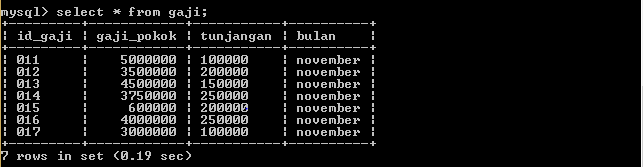 mysql> select * from gaji;
+---------+------------+-----------+----------+
| id_gaji | gaji_pokok | tunjangan | bulan    |
+---------+------------+-----------+----------+
| 011     |    5000000 | 100000    | november |
| 012     |    3500000 | 200000    | november |
| 013     |    4500000 | 150000    | november |
| 014     |    3750000 | 250000    | november |
| 015     |     600000 | 200000    | november |
| 016     |    4000000 | 250000    | november |
| 017     |    3000000 | 100000    | november |
+---------+------------+-----------+----------+
7 rows in set (0.19 sec)